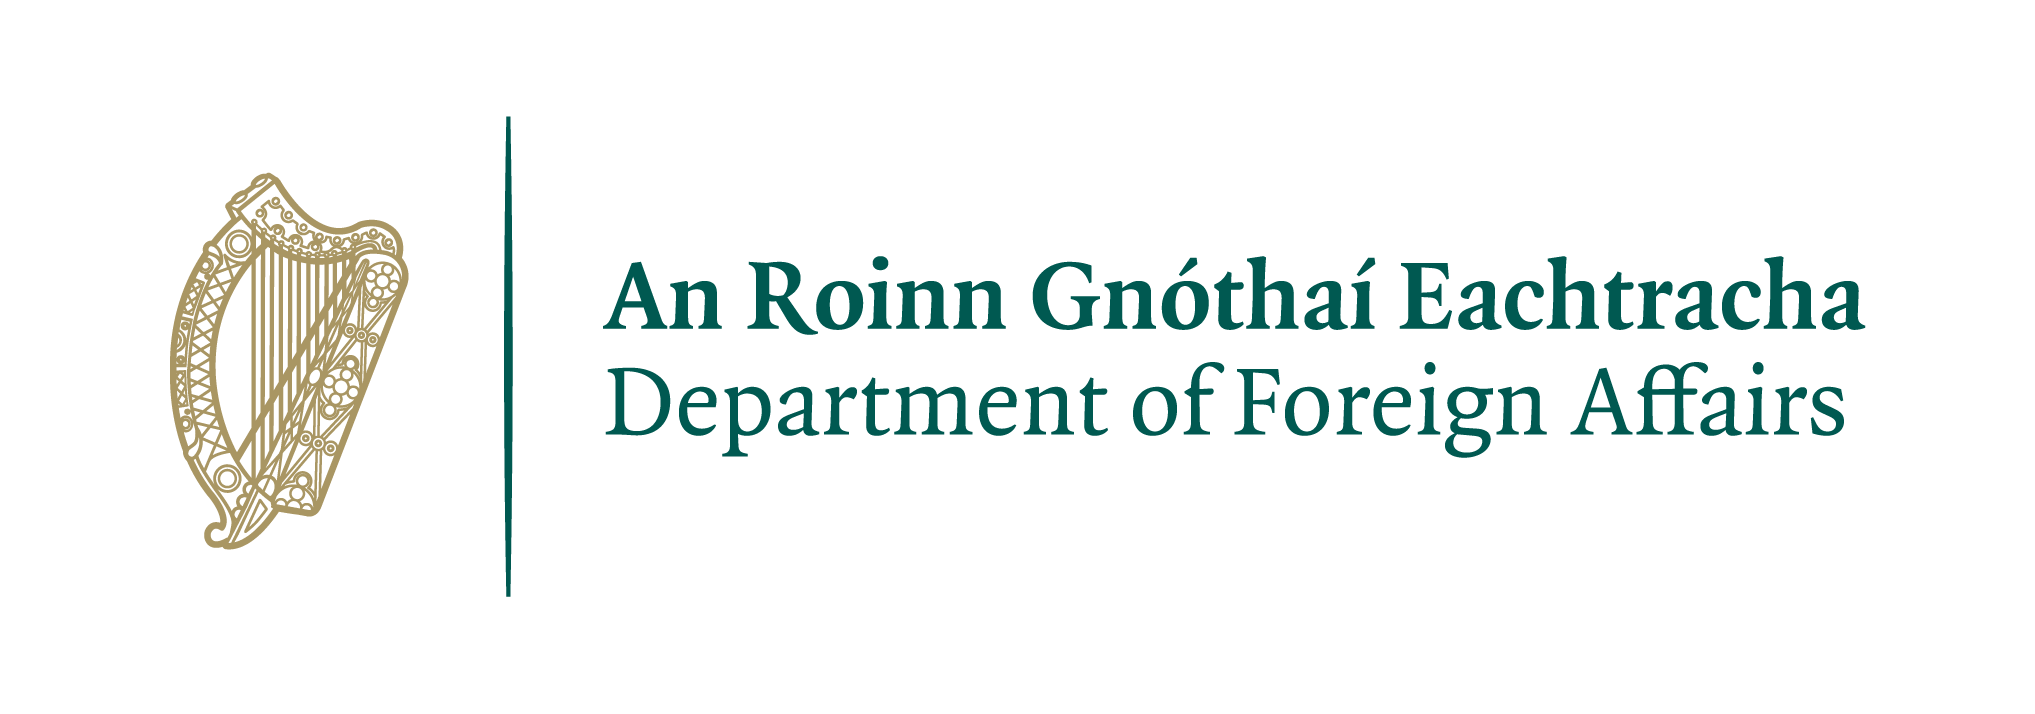 An Roinn Gnóthaí Eachtracha
Department of Foreign Affairs